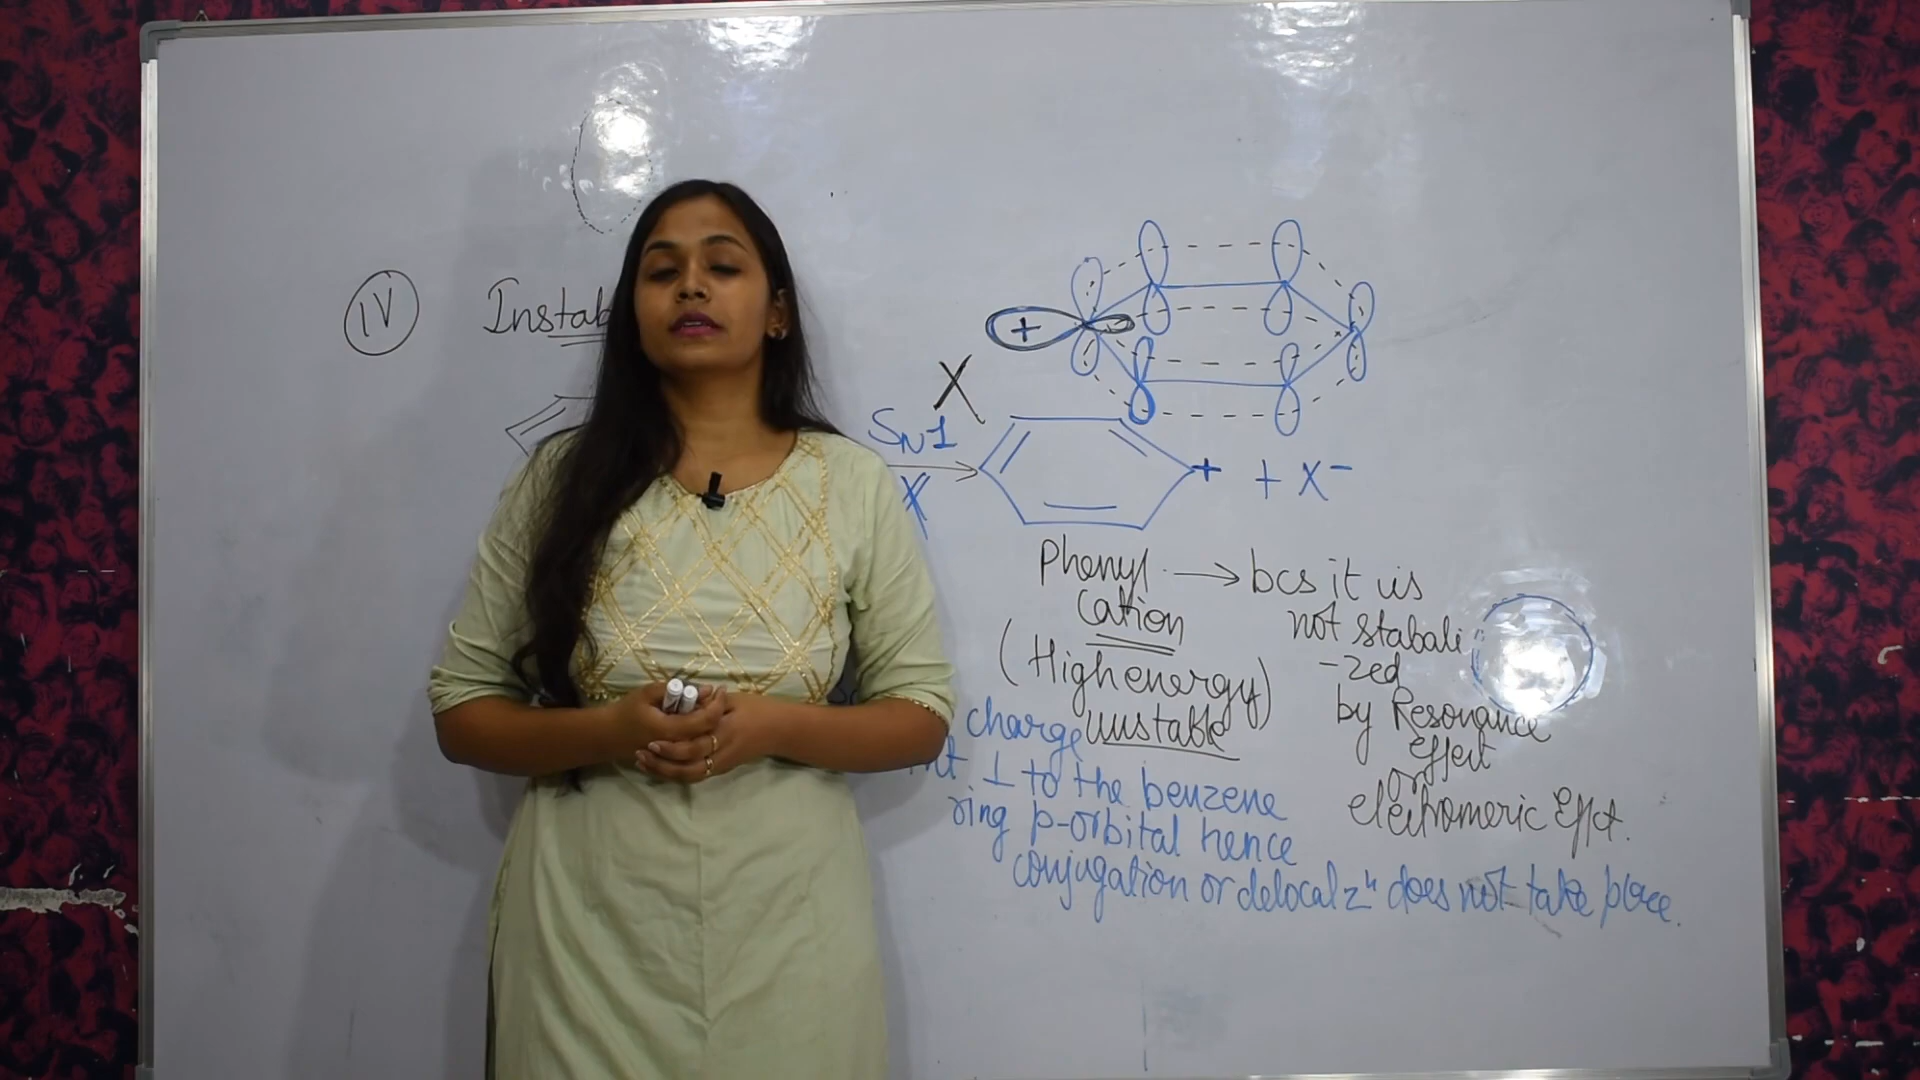 IV
Instab
+
X
SN1
X
+ + X-
Phenyl → bcs it is
cation
not stabali
-zed
(High energy)
by Resonance
unstable
Effect
or
electromeric Effct.
charge
⊥ to the benzene
ring p-orbital hence
conjugation or delocalzn does not take place.